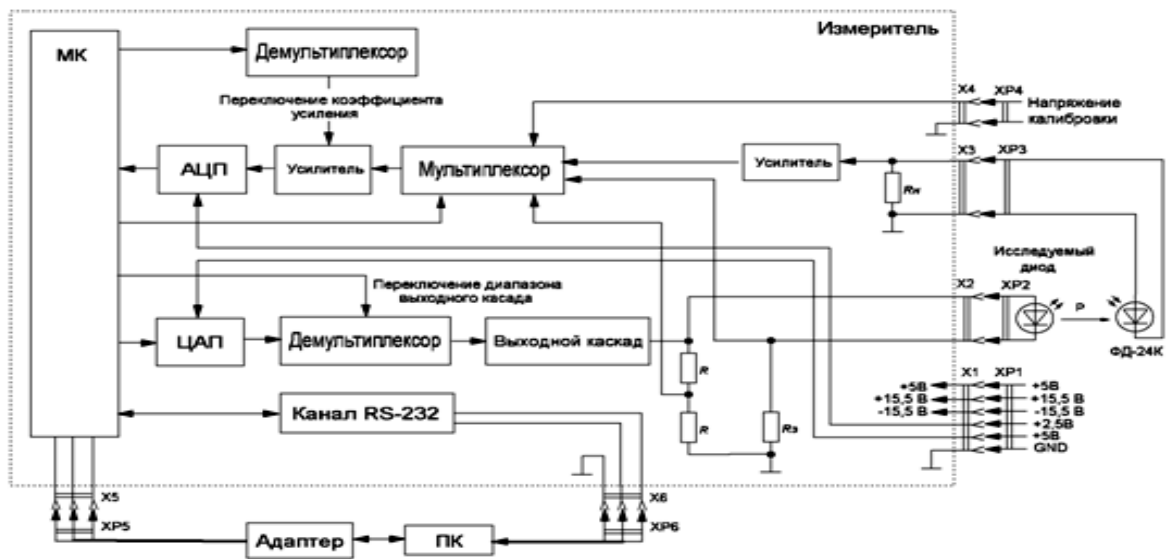 Измеритель
МК
Демультиплексор
Переключение коэффициента
усиления
X4
XP4
Напряжение
калибровки
АЦП
Усилитель
Мультиплексор
Усилитель
X3
XP3
Rн
Исследуемый
диод
Переключение диапазона
выходного касада
X2
XP2
P
ФД-24К
ЦАП
Демультиплексор
Выходной каскад
R
R
Rэ
X1
XP1
+5В
+15,5 В
-15,5 В
+5В
+15,5 В
-15,5 В
+2,5В
+5В
GND
Канал RS-232
X5
XP5
X6
XP6
Адаптер
ПК